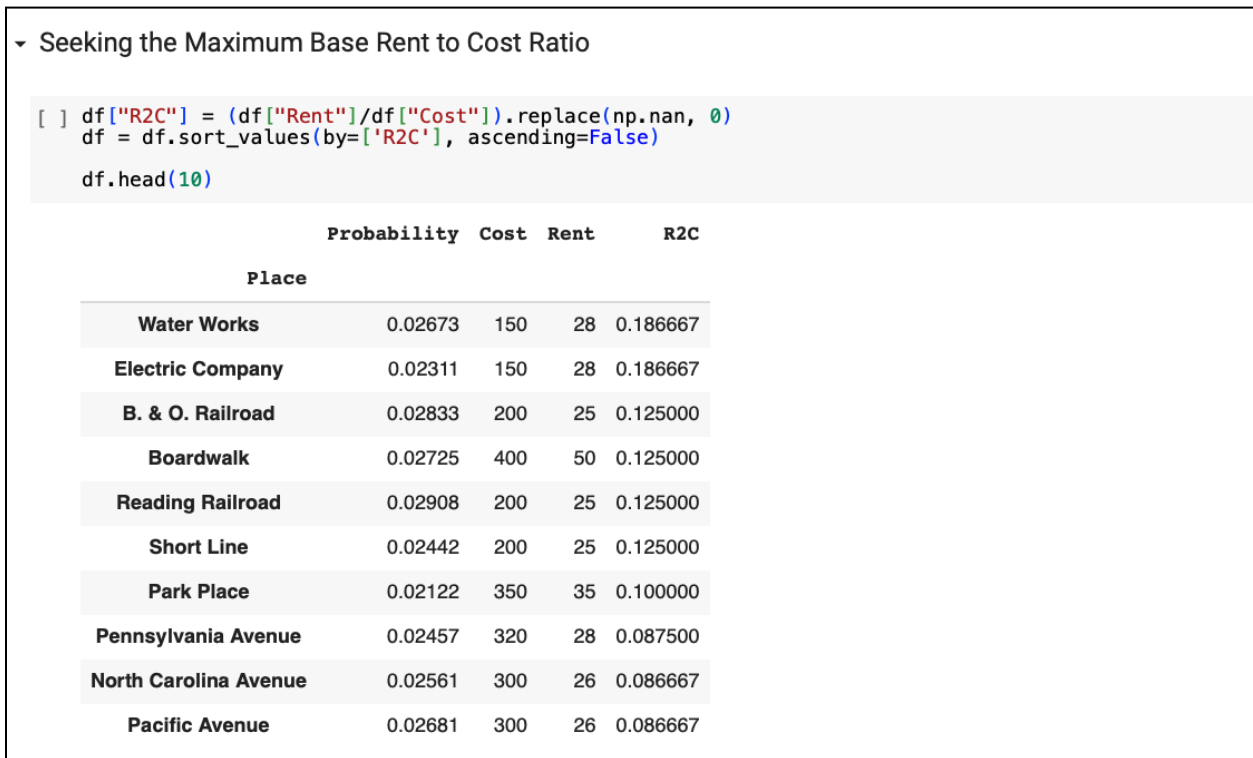 Seeking the Maximum Base Rent to Cost Ratio
[ ] df["R2C"] = (df["Rent"]/df["Cost"]).replace(np.nan, 0)
df = df.sort_values(by=['R2C'], ascending=False)
df.head(10)
Probability Cost Rent R2C
Place
Water Works 0.02673 150 28 0.186667
Electric Company 0.02311 150 28 0.186667
B. & O. Railroad 0.02833 200 25 0.125000
Boardwalk 0.02725 400 50 0.125000
Reading Railroad 0.02908 200 25 0.125000
Short Line 0.02442 200 25 0.125000
Park Place 0.02122 350 35 0.100000
Pennsylvania Avenue 0.02457 320 28 0.087500
North Carolina Avenue 0.02561 300 26 0.086667
Pacific Avenue 0.02681 300 26 0.086667